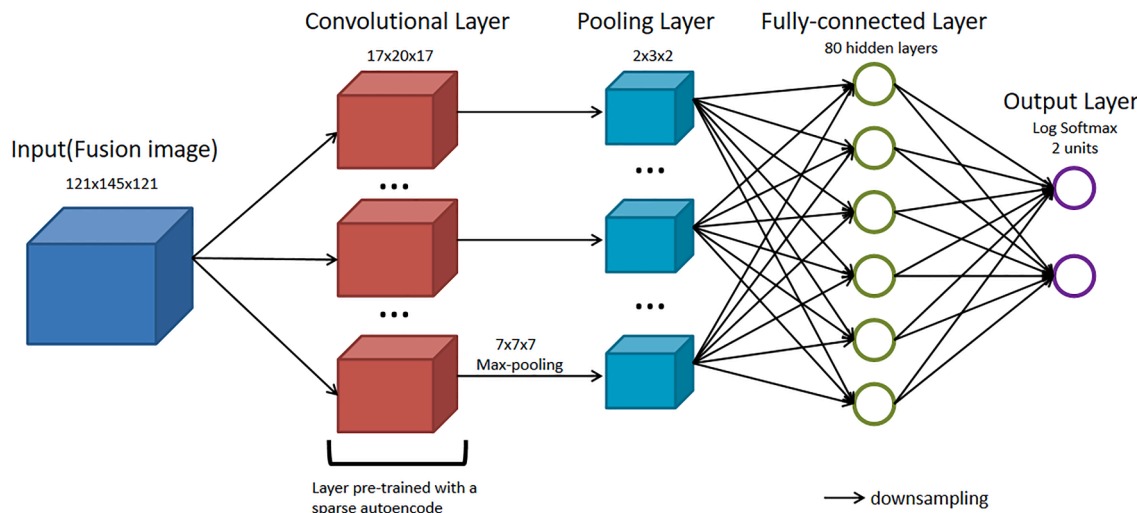 Convolutional Layer
17x20x17
Pooling Layer
2x3x2
Fully-connected Layer
80 hidden layers
Output Layer
Log Softmax
2 units
Input(Fusion image)
121x145x121
...
...
...
...
7x7x7
Max-pooling
Layer pre-trained with a
sparse autoencode
downsampling